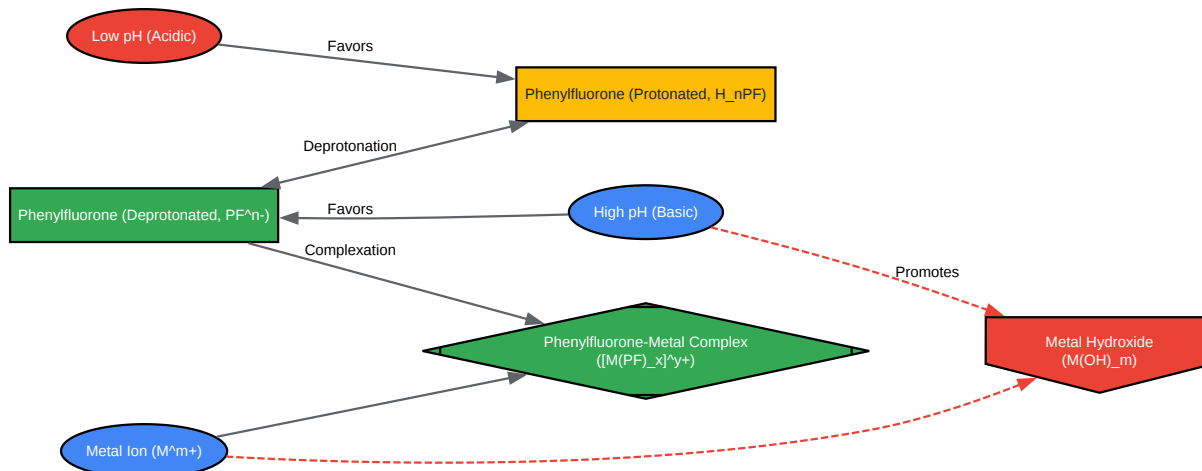 Low pH (Acidic)
Favors
Phenylfluorone (Protonated, H_nPF)
Deprotonation
Phenylfluorone (Deprotonated, PF^n-)
Favors
High pH (Basic)
Complexation
Promotes
Phenylfluorone-Metal Complex
([M(PF)_x]^y+)
Metal Hydroxide
(M(OH)_m)
Metal Ion (M^m+)